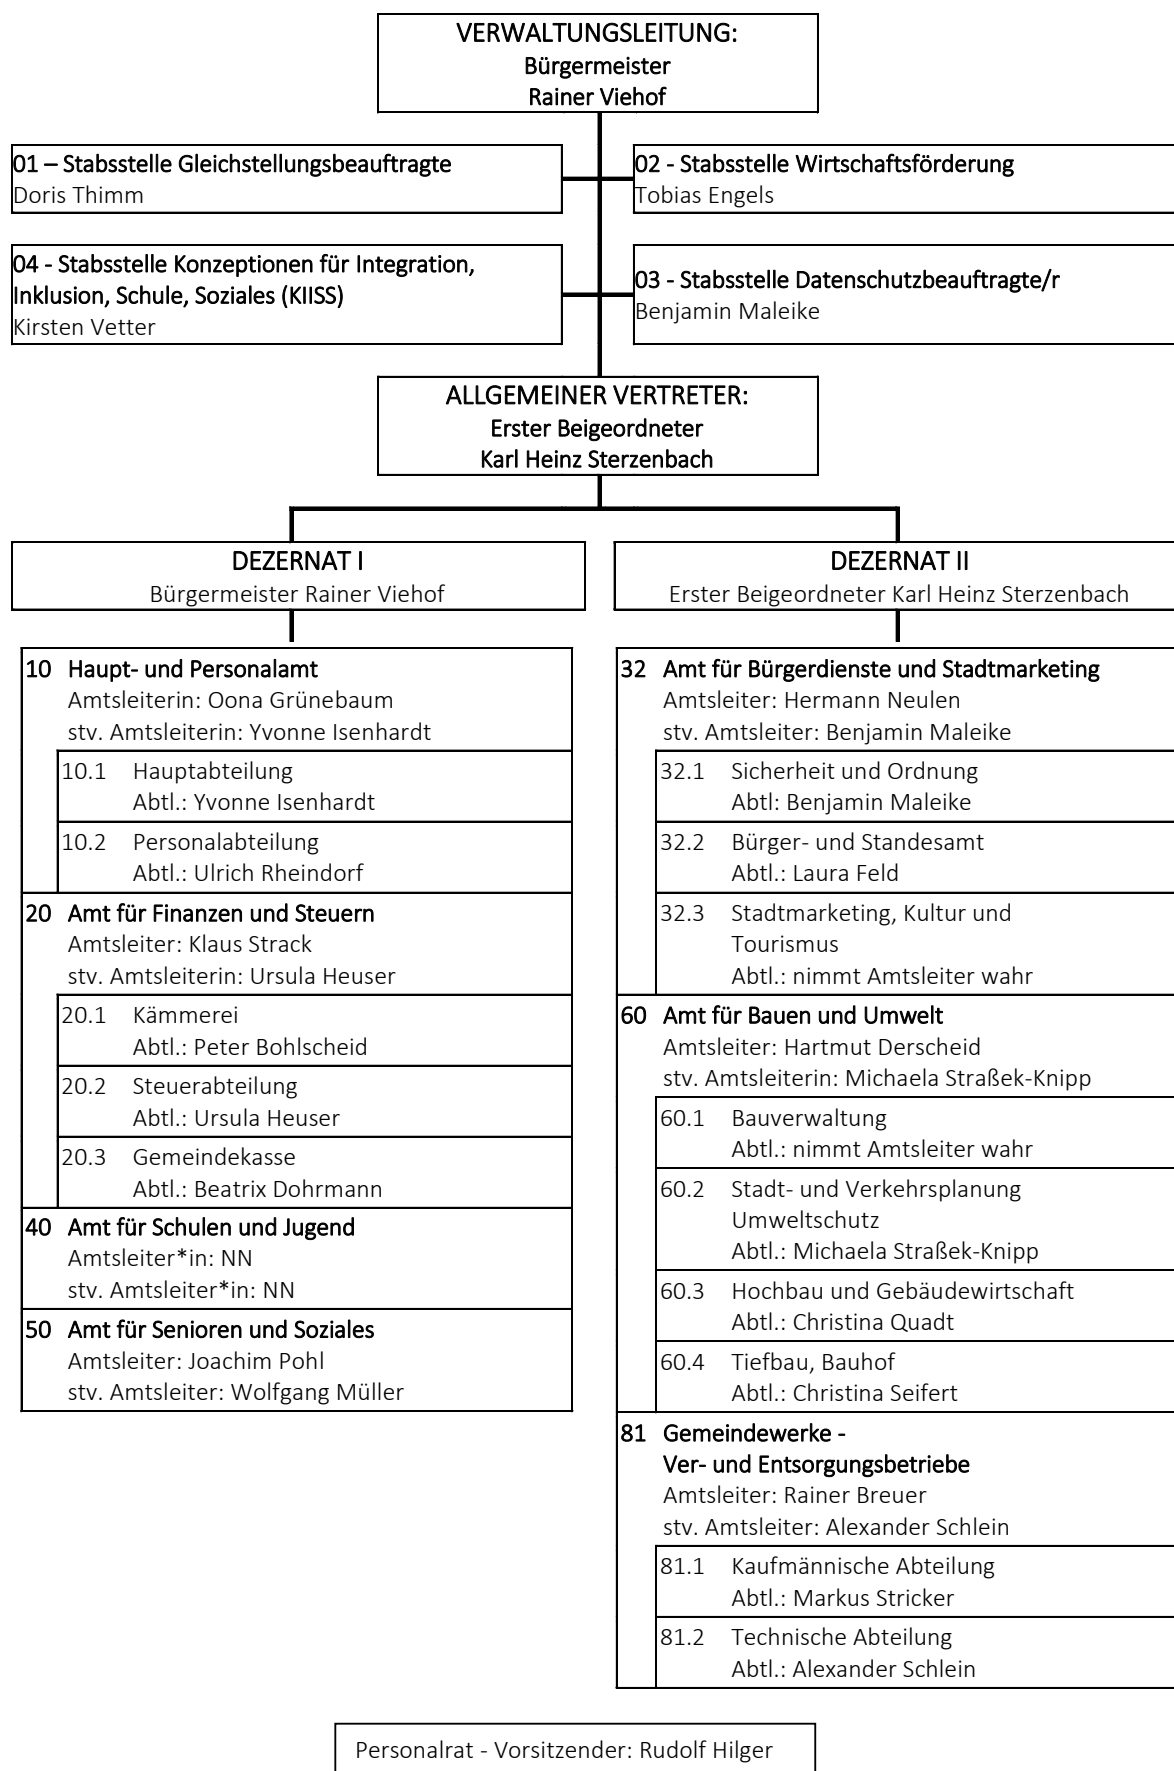 VERWALTUNGSLEITUNG:
Bürgermeister
Rainer Viehof
01 – Stabsstelle Gleichstellungsbeauftragte
Doris Thimm
02 - Stabsstelle Wirtschaftsförderung
Tobias Engels
04 - Stabsstelle Konzeptionen für Integration,
Inklusion, Schule, Soziales (KIISS)
Kirsten Vetter
03 - Stabsstelle Datenschutzbeauftragte/r
Benjamin Maleike
ALLGEMEINER VERTRETER:
Erster Beigeordneter
Karl Heinz Sterzenbach
DEZERNAT I
Bürgermeister Rainer Viehof
10 Haupt- und Personalamt
Amtsleiterin: Oona Grünebaum
stv. Amtsleiterin: Yvonne Isenhardt
10.1 Hauptabteilung
Abtl.: Yvonne Isenhardt
10.2 Personalabteilung
Abtl.: Ulrich Rheindorf
20 Amt für Finanzen und Steuern
Amtsleiter: Klaus Strack
stv. Amtsleiterin: Ursula Heuser
20.1 Kämmerei
Abtl.: Peter Bohlscheid
20.2 Steuerabteilung
Abtl.: Ursula Heuser
20.3 Gemeindekasse
Abtl.: Beatrix Dohrmann
40 Amt für Schulen und Jugend
Amtsleiter*in: NN
stv. Amtsleiter*in: NN
50 Amt für Senioren und Soziales
Amtsleiter: Joachim Pohl
stv. Amtsleiter: Wolfgang Müller
DEZERNAT II
Erster Beigeordneter Karl Heinz Sterzenbach
32 Amt für Bürgerdienste und Stadtmarketing
Amtsleiter: Hermann Neulen
stv. Amtsleiter: Benjamin Maleike
32.1 Sicherheit und Ordnung
Abtl: Benjamin Maleike
32.2 Bürger- und Standesamt
Abtl.: Laura Feld
32.3 Stadtmarketing, Kultur und
Tourismus
Abtl.: nimmt Amtsleiter wahr
60 Amt für Bauen und Umwelt
Amtsleiter: Hartmut Derscheid
stv. Amtsleiterin: Michaela Straßek-Knipp
60.1 Bauverwaltung
Abtl.: nimmt Amtsleiter wahr
60.2 Stadt- und Verkehrsplanung
Umweltschutz
Abtl.: Michaela Straßek-Knipp
60.3 Hochbau und Gebäudewirtschaft
Abtl.: Christina Quadt
60.4 Tiefbau, Bauhof
Abtl.: Christina Seifert
81 Gemeindewerke -
Ver- und Entsorgungsbetriebe
Amtsleiter: Rainer Breuer
stv. Amtsleiter: Alexander Schlein
81.1 Kaufmännische Abteilung
Abtl.: Markus Stricker
81.2 Technische Abteilung
Abtl.: Alexander Schlein
Personalrat - Vorsitzender: Rudolf Hilger